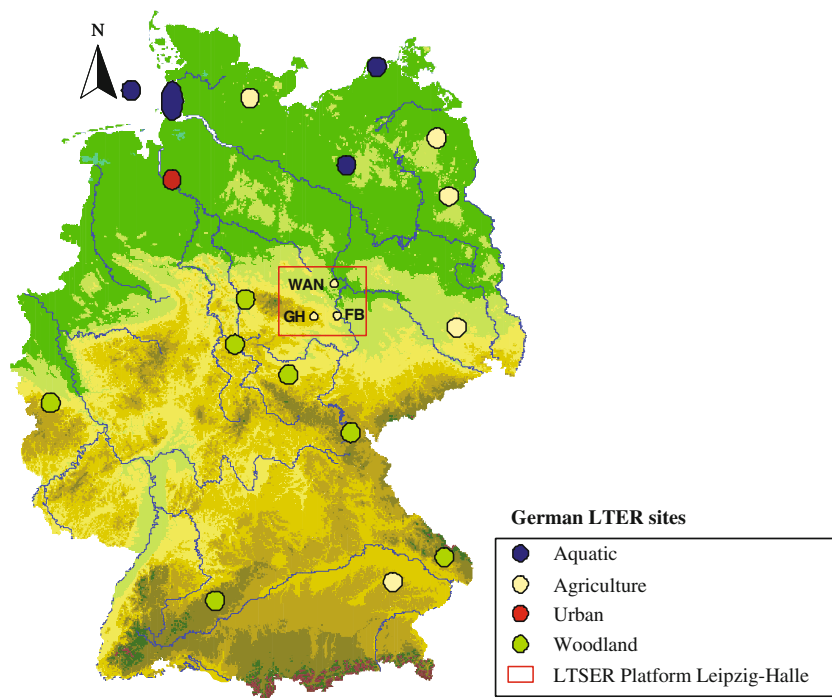 N
WAN
GH
FB
German LTER sites
Aquatic
Agriculture
Urban
Woodland
LTSER Platform Leipzig-Halle